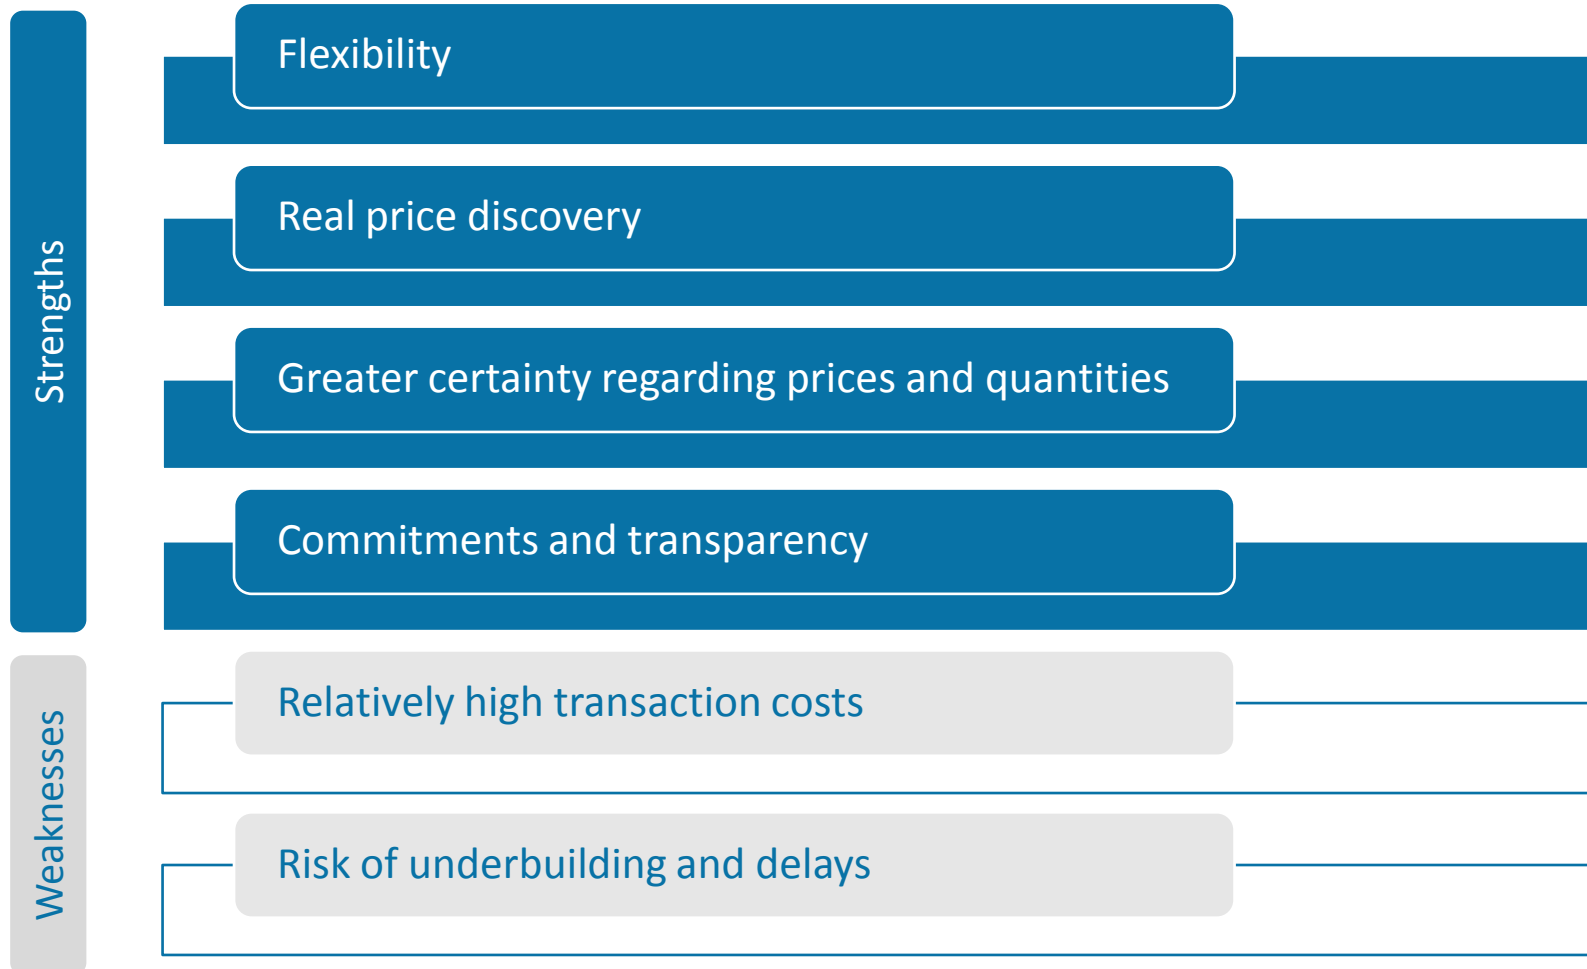 Strengths
Flexibility
Real price discovery
Greater certainty regarding prices and quantities
Commitments and transparency
Weaknesses
Relatively high transaction costs
Risk of underbuilding and delays